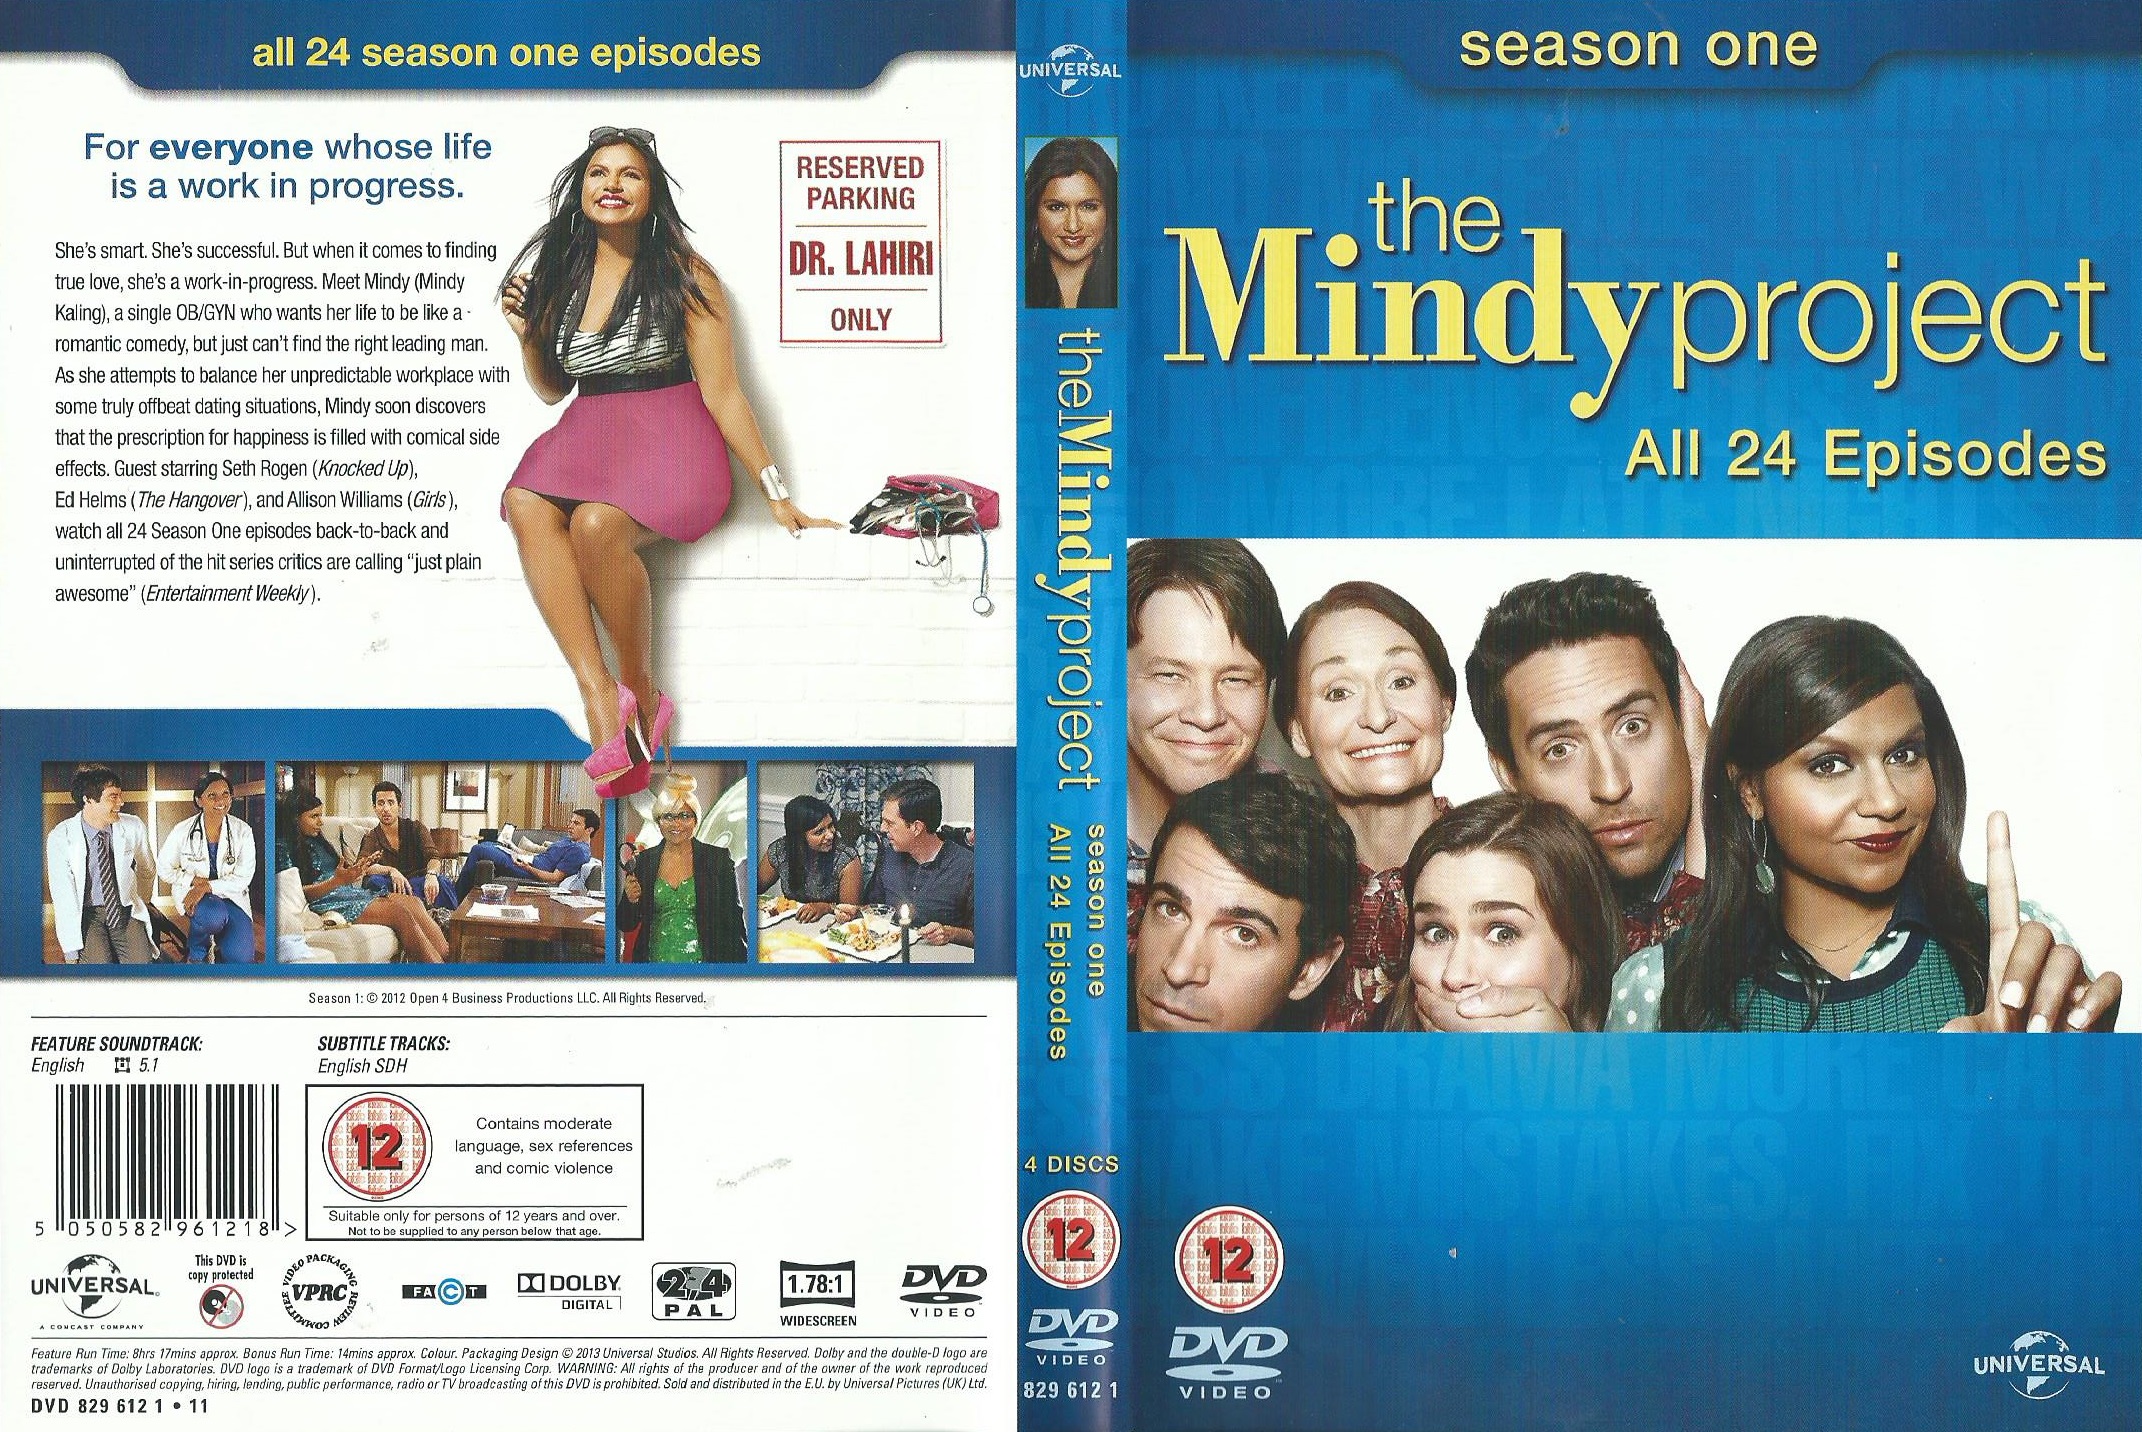 all 24 season one episodes
For everyone whose life
is a work in progress.
She's smart. She's successful. But when it comes to finding
true love, she's a work-in-progress. Meet Mindy (Mindy
Kaling), a single OB/GYN who wants her life to be like a
romantic comedy, but just can't find the right leading man.
As she attempts to balance her unpredictable workplace with
some truly offbeat dating situations, Mindy soon discovers
that the prescription for happiness is filled with comical side
effects. Guest starring Seth Rogen (Knocked Up),
Ed Helms (The Hangover), and Allison Williams (Girls),
watch all 24 Season One episodes back-to-back and
uninterrupted of the hit series critics are calling "just plain
awesome" (Entertainment Weekly).
RESERVED
PARKING
DR. LAHIRI
ONLY
Season 1: © 2012 Open 4 Business Productions LLC. All Rights Reserved.
FEATURE SOUNDTRACK:
English 5.1
SUBTITLE TRACKS:
English SDH
12
Contains moderate
language, sex references
and comic violence
Suitable only for persons of 12 years and over.
Not to be supplied to any person below that age.
5 050582 961218 >
UNIVERSAL
A COMCAST COMPANY
This DVD is
copy protected
VIDEO PACKAGING REVIEW COMMITTEE
VPRC
FACT
DOLBY
DIGITAL
2 4
PAL
1.78:1
WIDESCREEN
DVD
VIDEO
Feature Run Time: 8hrs 17mins approx. Bonus Run Time: 14mins approx. Colour. Packaging Design © 2013 Universal Studios. All Rights Reserved. Dolby and the double-D logo are
trademarks of Dolby Laboratories. DVD logo is a trademark of DVD Format/Logo Licensing Corp. WARNING: All rights of the producer and of the owner of the work reproduced
reserved. Unauthorised copying, hiring, lending, public performance, radio or TV broadcasting of this DVD is prohibited. Sold and distributed in the E.U. by Universal Pictures (UK) Ltd.
DVD 829 612 1 • 11
UNIVERSAL
the Mindy project
season one
All 24 Episodes
4 DISCS
12
DVD
VIDEO
829 612 1
season one
the
Mindy project
All 24 Episodes
SS DRAMA MORE
MISTAKES
12
DVD
VIDEO
UNIVERSAL